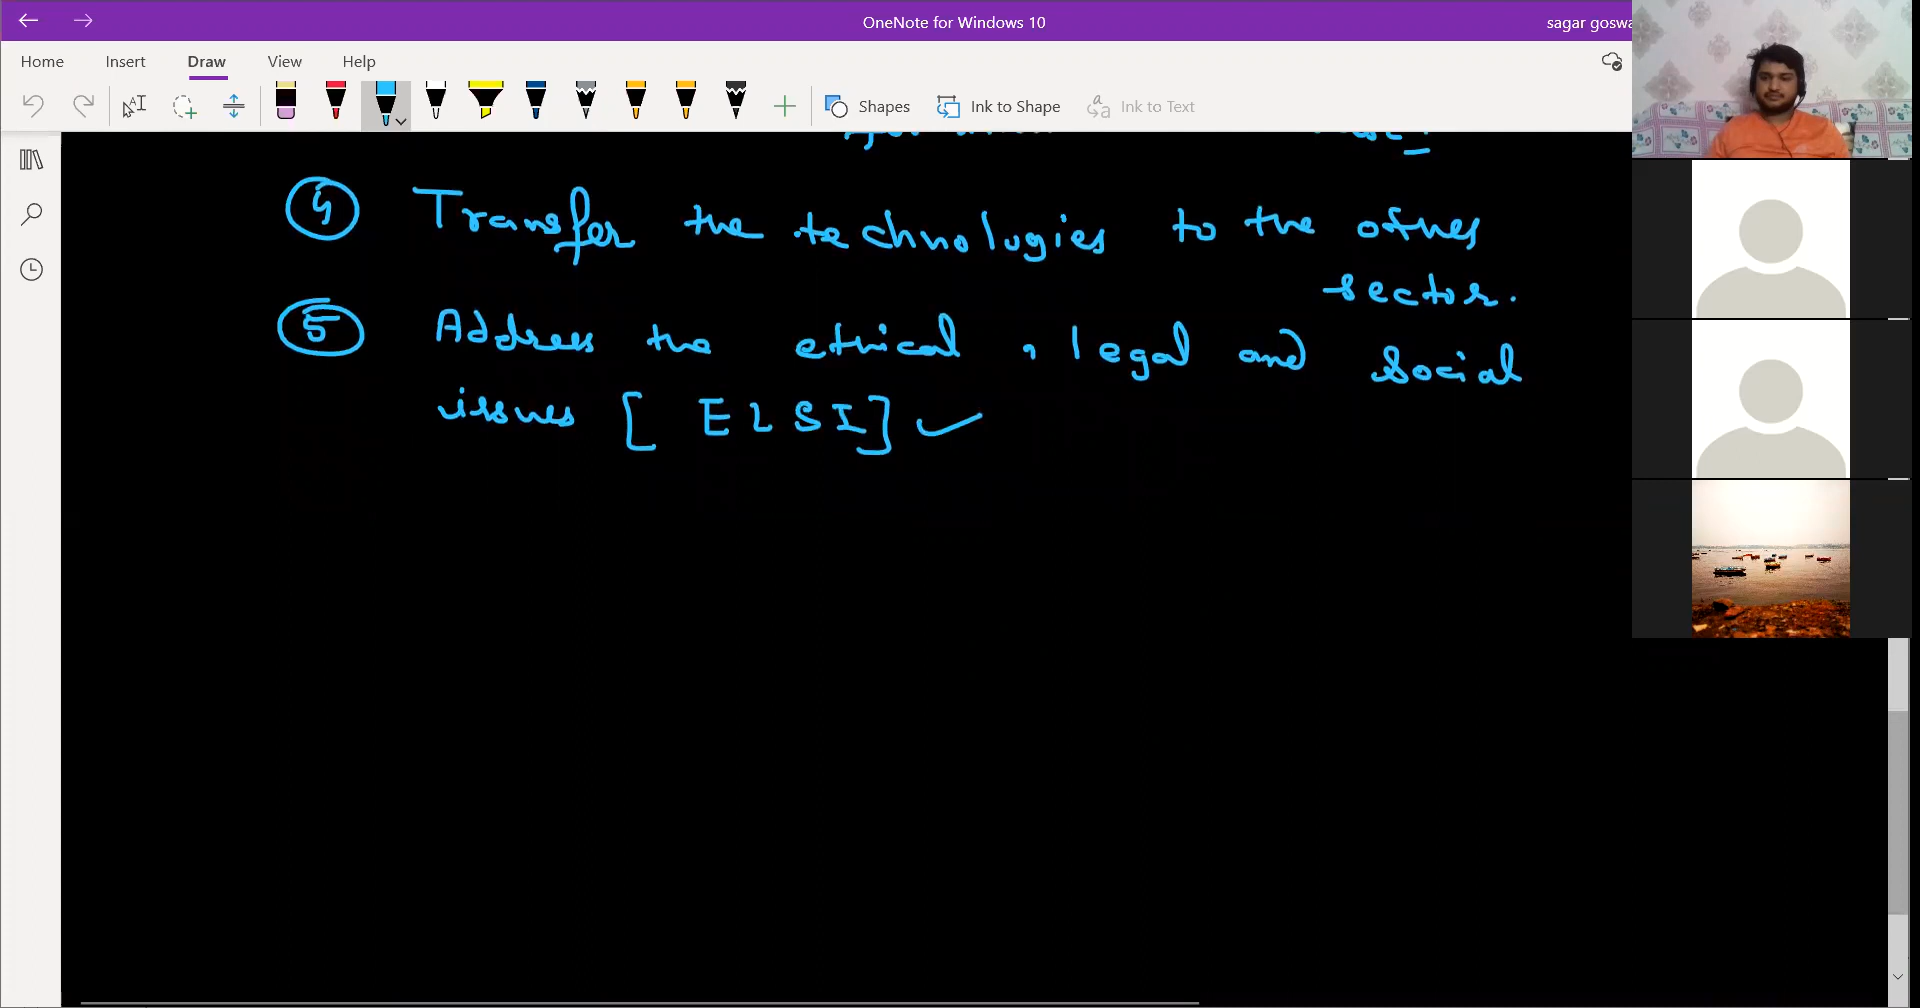 OneNote for Windows 10
sagar goswa
Home Insert Draw View Help
Shapes Ink to Shape Ink to Text
④ Transfer the technologies to the other
sector.
⑤ Address the ethical, legal and social
issues [ELSI] ✓